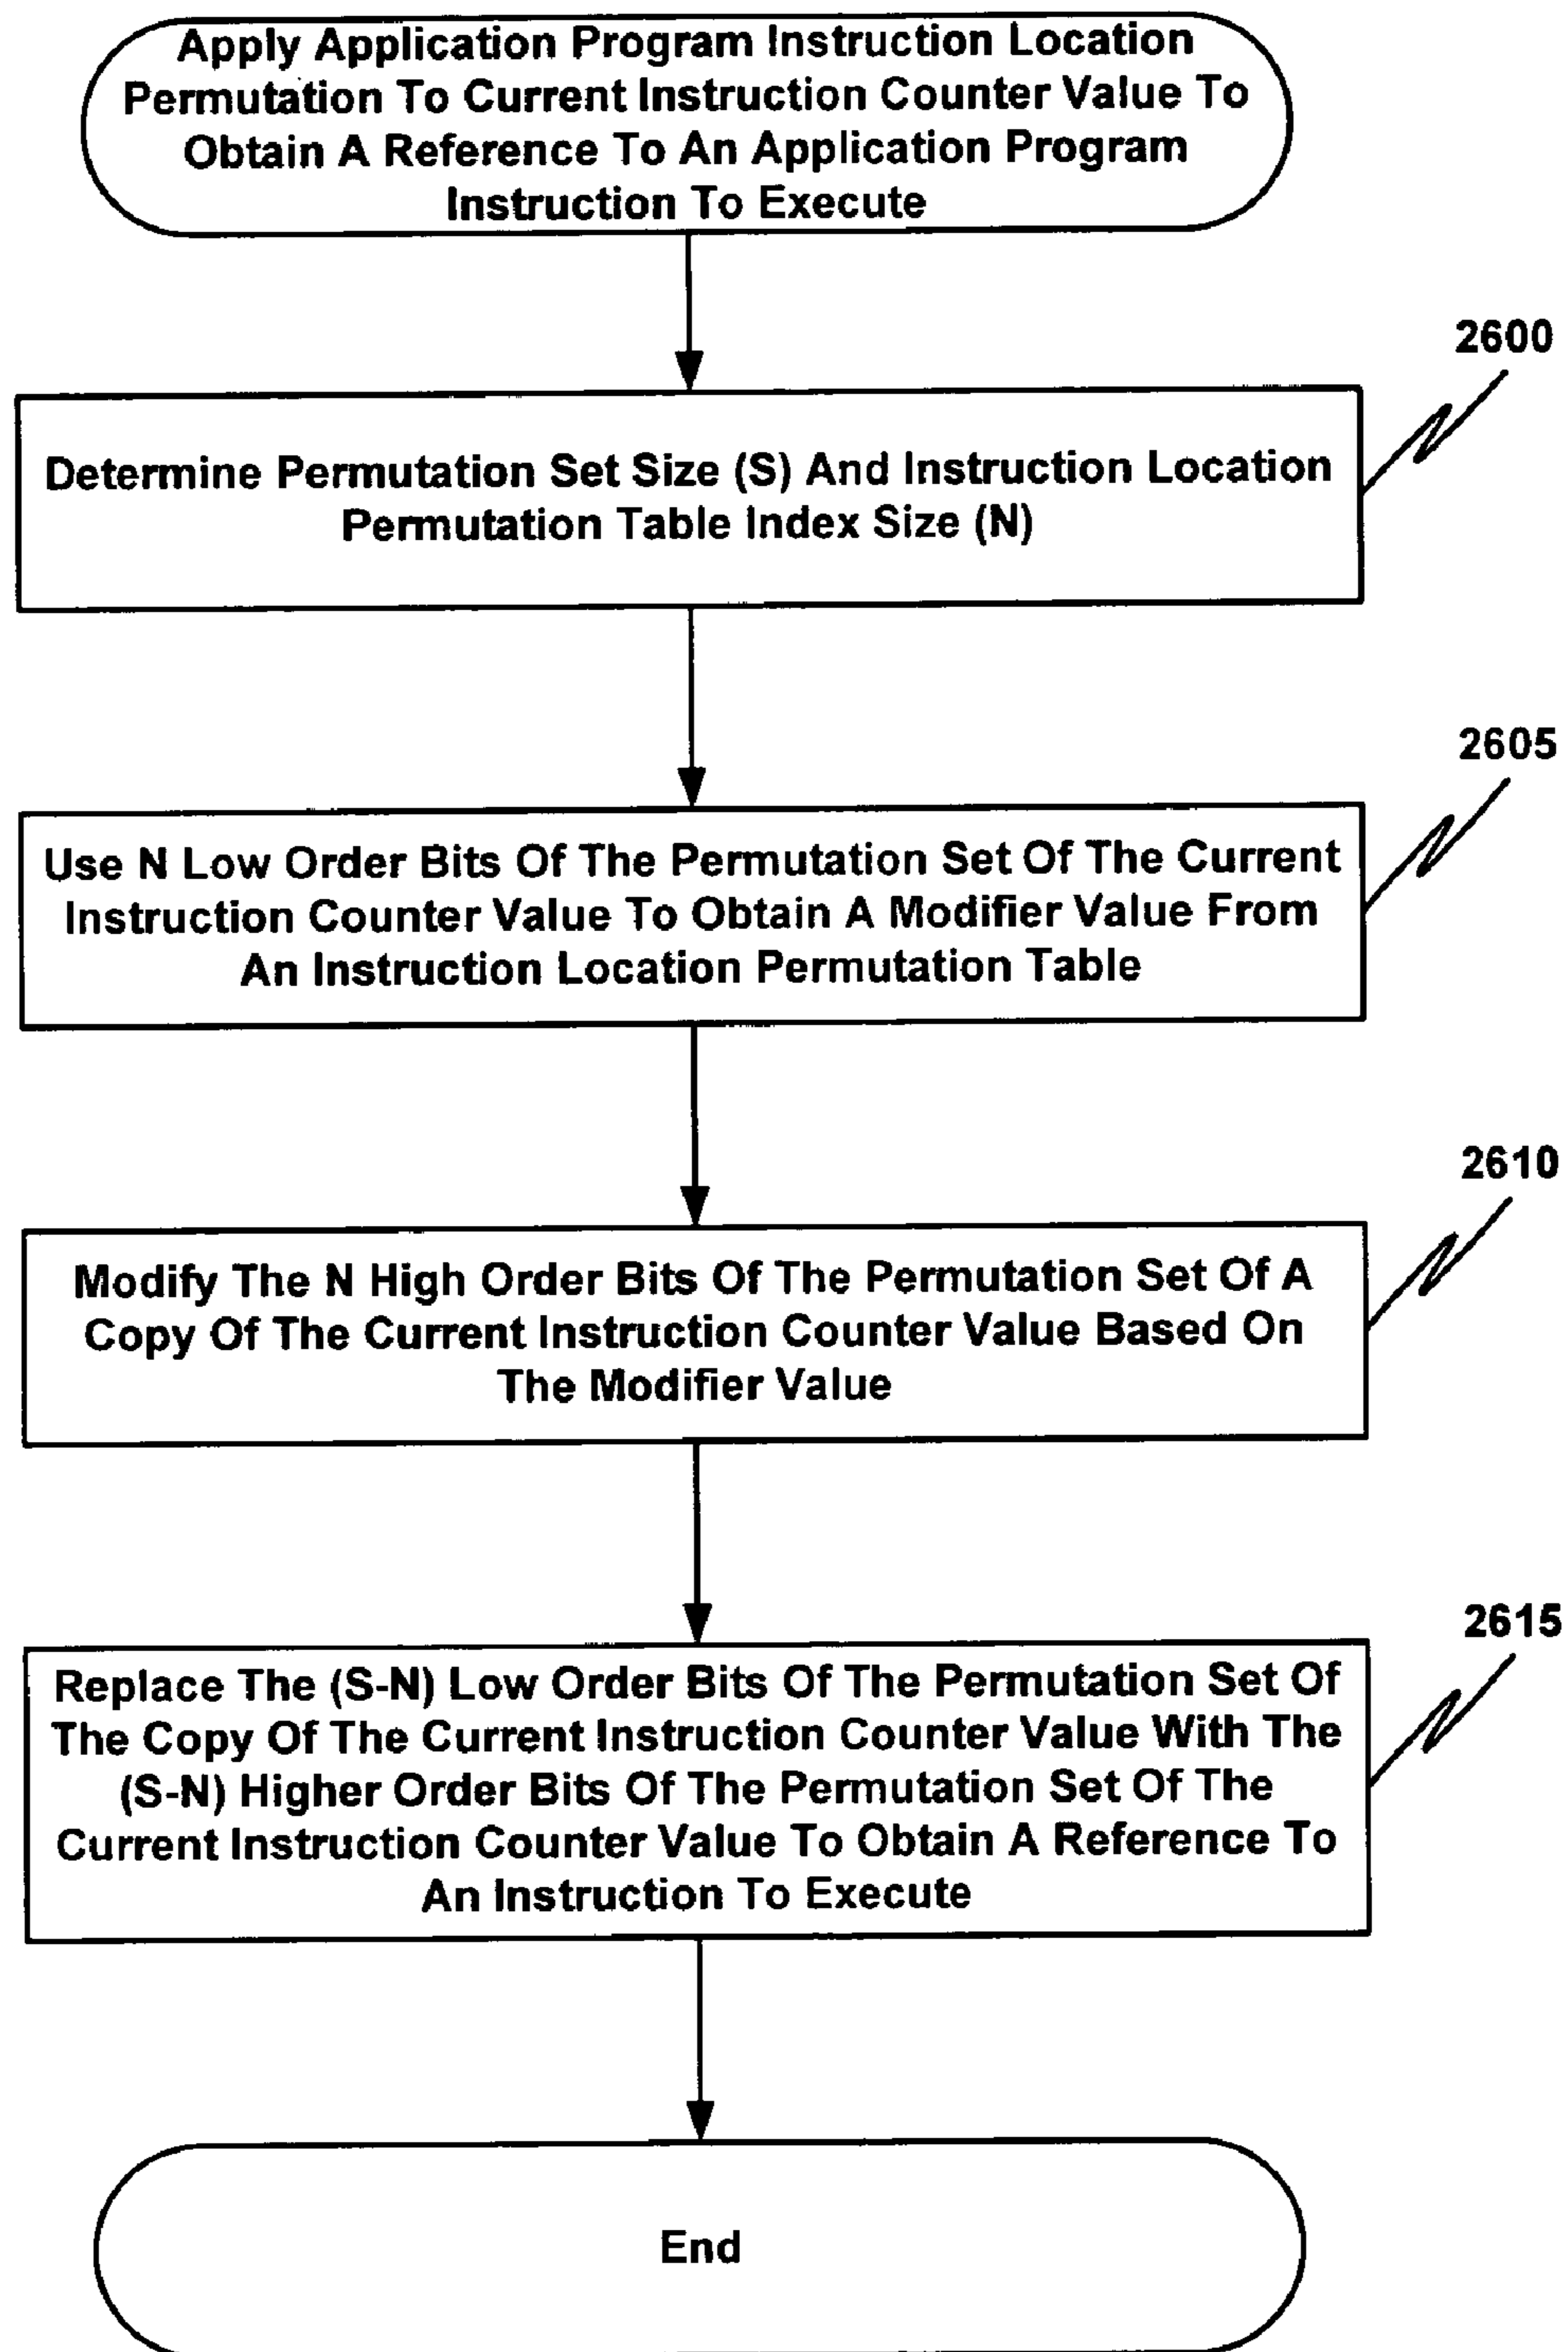 Apply Application Program Instruction Location
Permutation To Current Instruction Counter Value To
Obtain A Reference To An Application Program
Instruction To Execute
2600
Determine Permutation Set Size (S) And Instruction Location
Permutation Table Index Size (N)
2605
Use N Low Order Bits Of The Permutation Set Of The Current
Instruction Counter Value To Obtain A Modifier Value From
An Instruction Location Permutation Table
2610
Modify The N High Order Bits Of The Permutation Set Of A
Copy Of The Current Instruction Counter Value Based On
The Modifier Value
2615
Replace The (S-N) Low Order Bits Of The Permutation Set Of
The Copy Of The Current Instruction Counter Value With The
(S-N) Higher Order Bits Of The Permutation Set Of The
Current Instruction Counter Value To Obtain A Reference To
An Instruction To Execute
End